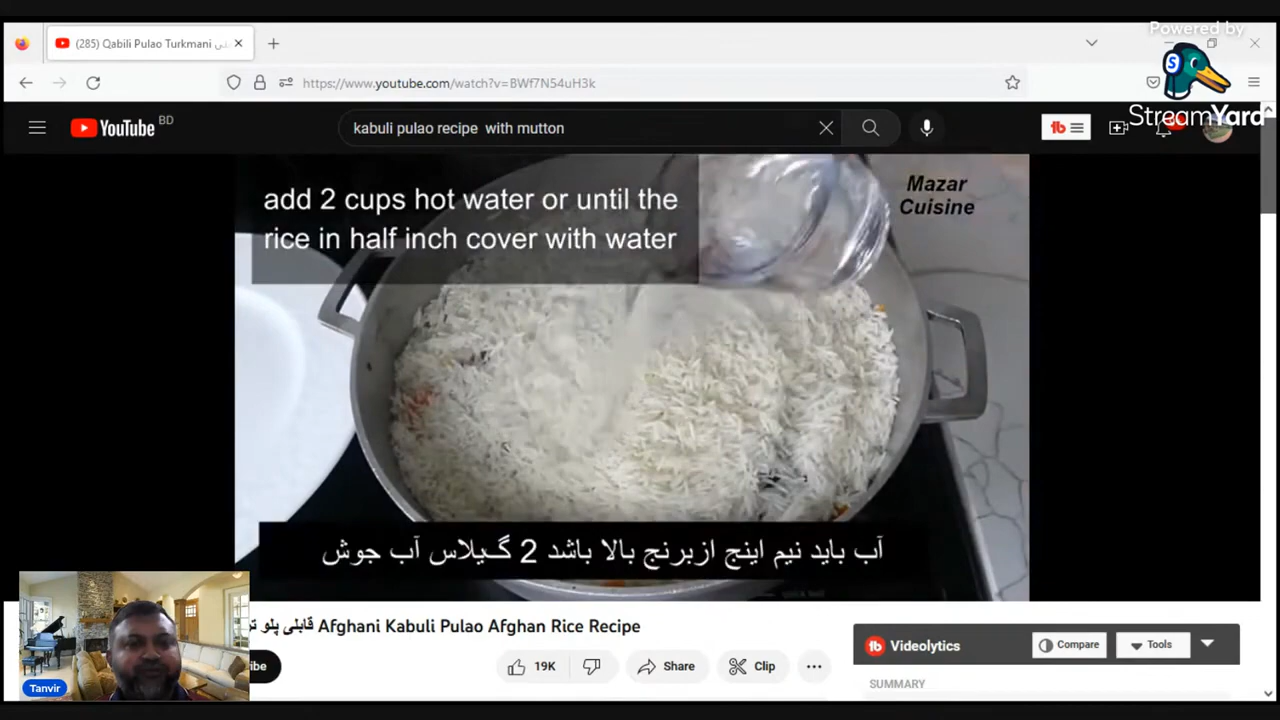 Powered by
StreamYard
(285) Qabili Pulao Turkmani
https://www.youtube.com/watch?v=BWf7N54uH3k
YouTube BD
kabuli pulao recipe with mutton
add 2 cups hot water or until the
rice in half inch cover with water
Mazar
Cuisine
آب باید نیم اینچ ازبرنج بالا باشد 2 گیلاس آب جوش
قابلی پلو Afghani Kabuli Pulao Afghan Rice Recipe
19K
Share
Clip
Videolytics
Compare
Tools
SUMMARY
Tanvir